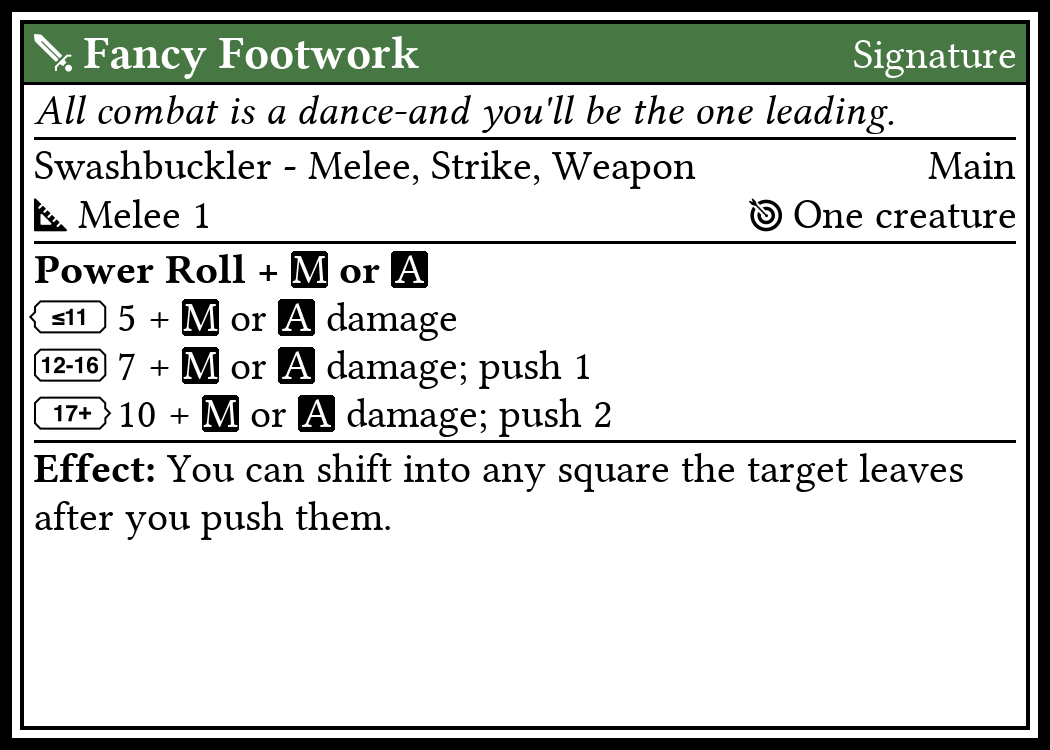 Fancy Footwork Signature
All combat is a dance-and you'll be the one leading.
Swashbuckler - Melee, Strike, Weapon Main
Melee 1 One creature
Power Roll + M or A
≤11 5 + M or A damage
12-16 7 + M or A damage; push 1
17+ 10 + M or A damage; push 2
Effect: You can shift into any square the target leaves
after you push them.